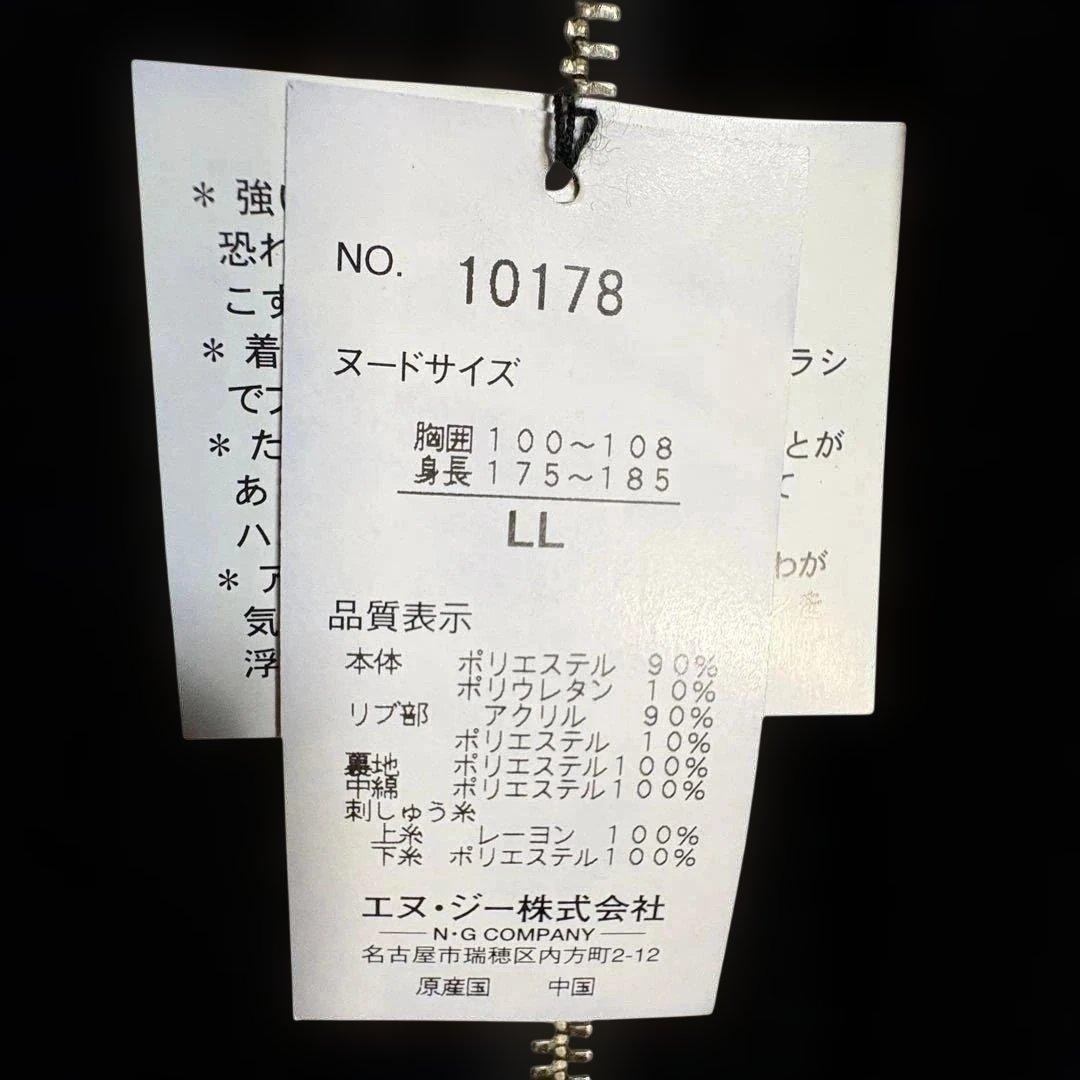 NO. 10178
ヌードサイズ
胸囲 100～108
身長 175～185
LL
品質表示
本体 ポリエステル 90%
ポリウレタン 10%
リブ部 アクリル 90%
ポリエステル 10%
裏地 ポリエステル100%
中綿 ポリエステル100%
刺しゅう糸
上糸 レーヨン 100%
下糸 ポリエステル100%
エヌ・ジー株式会社
N・G COMPANY
名古屋市瑞穂区内方町2-12
原産国 中国
* 強い
恐れ
こす
* 着
でブ
* た
あ
ハ
* ア
気
浮
ラシ
とが
て
わが